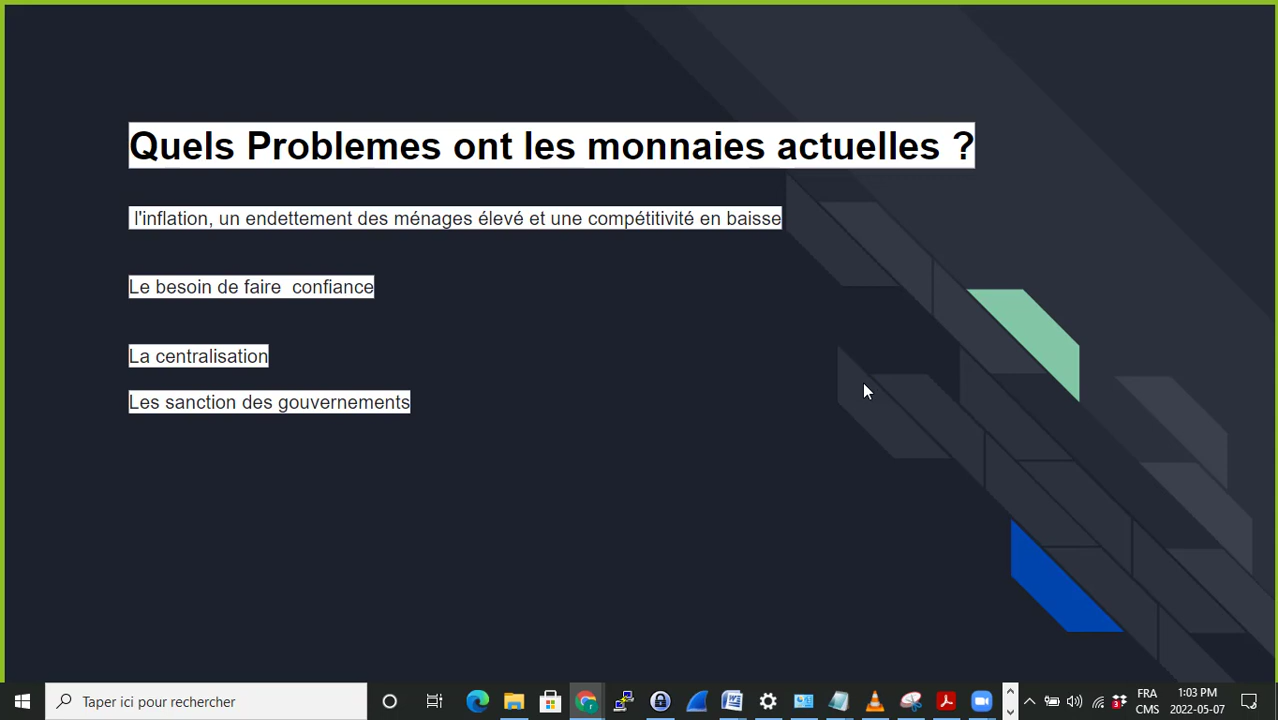 Quels Problemes ont les monnaies actuelles ?
l'inflation, un endettement des ménages élevé et une compétitivité en baisse
Le besoin de faire  confiance
La centralisation
Les sanction des gouvernements
Taper ici pour rechercher
FRA
CMS
1:03 PM
2022-05-07